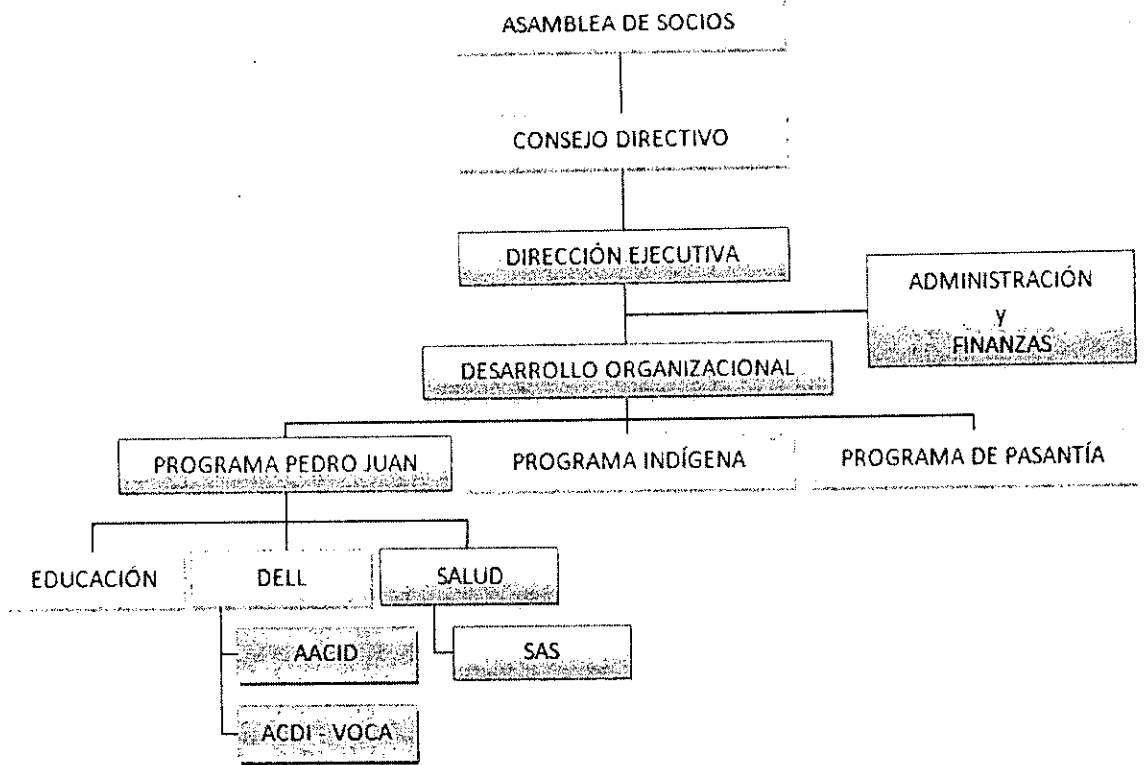 ASAMBLEA DE SOCIOS
CONSEJO DIRECTIVO
DIRECCIÓN EJECUTIVA
ADMINISTRACIÓN
y
FINANZAS
DESARROLLO ORGANIZACIONAL
PROGRAMA PEDRO JUAN
PROGRAMA INDÍGENA
PROGRAMA DE PASANTÍA
EDUCACIÓN
DELL
SALUD
AACID
SAS
ACDI - VOCA